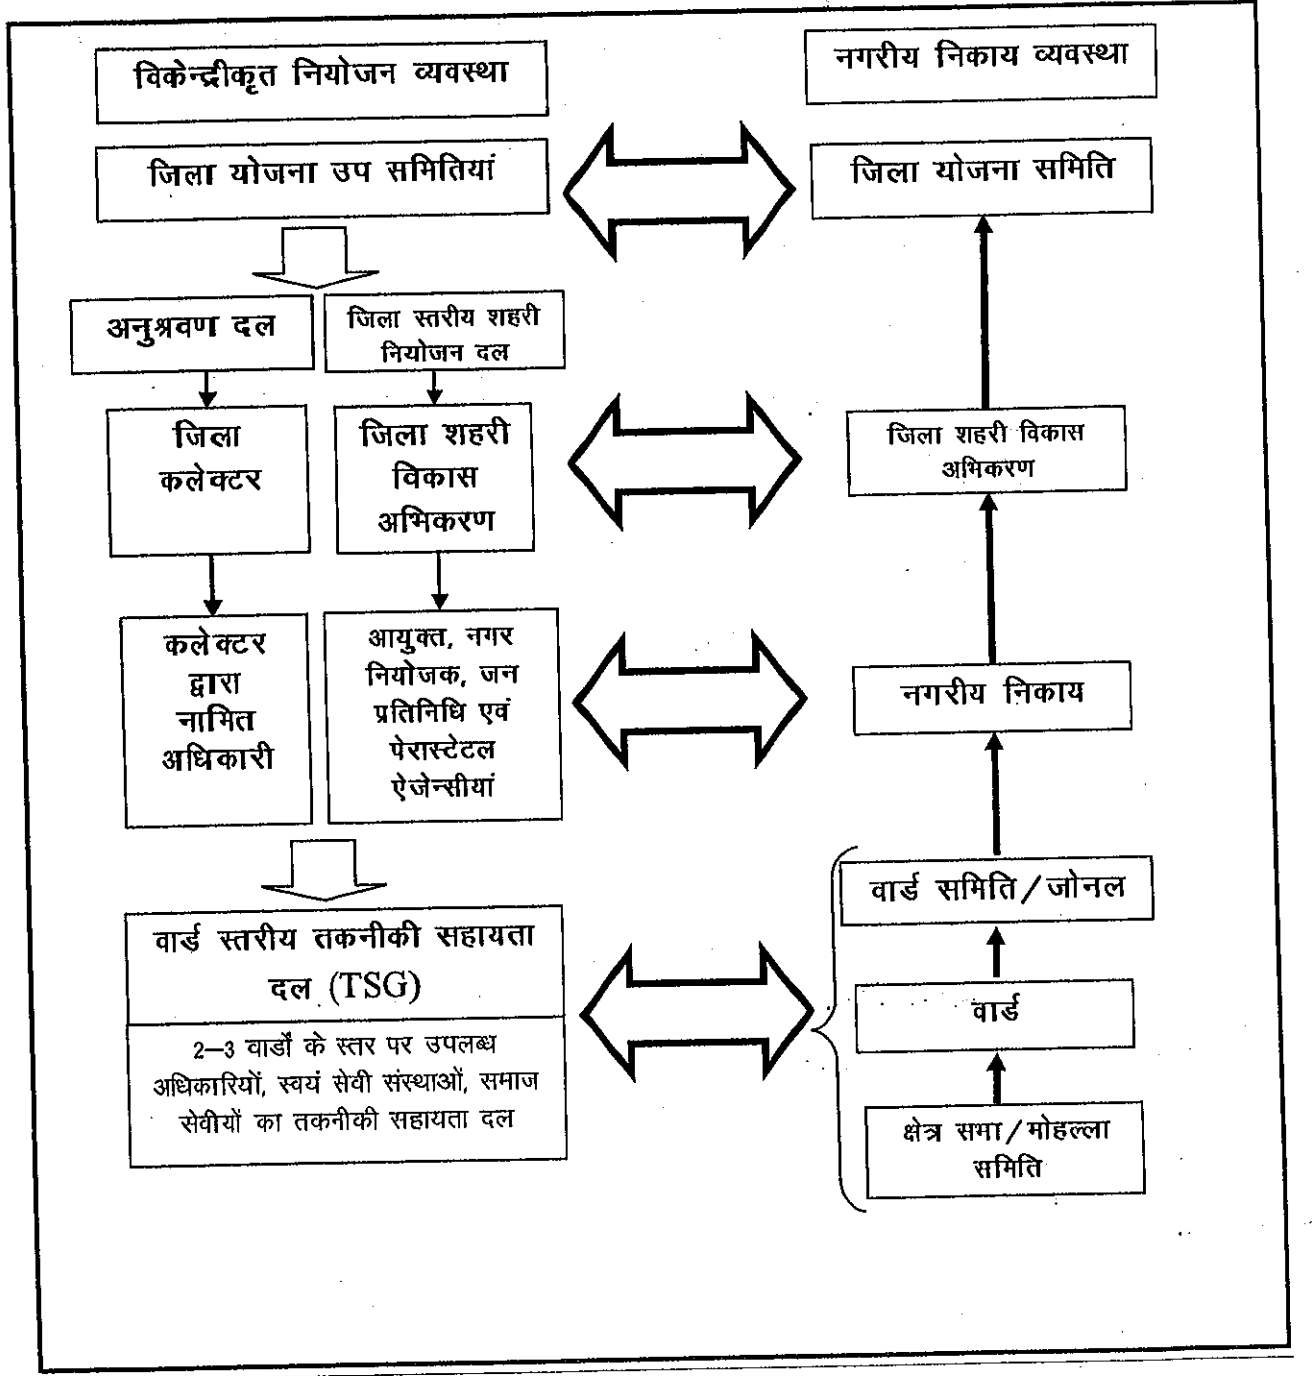 विकेन्द्रीकृत नियोजन व्यवस्था
नगरीय निकाय व्यवस्था
जिला योजना उप समितियां
जिला योजना समिति
अनुश्रवण दल
जिला स्तरीय शहरी
नियोजन दल
जिला
कलेक्टर
जिला शहरी
विकास
अभिकरण
जिला शहरी विकास
अभिकरण
कलेक्टर
द्वारा
नामित
अधिकारी
आयुक्त, नगर
नियोजक, जन
प्रतिनिधि एवं
पेरास्टेटल
ऐजेन्सीयां
नगरीय निकाय
वार्ड समिति/जोनल
वार्ड स्तरीय तकनीकी सहायता
दल (TSG)
2–3 वार्डों के स्तर पर उपलब्ध
अधिकारियों, स्वयं सेवी संस्थाओं, समाज
सेवीयों का तकनीकी सहायता दल
वार्ड
क्षेत्र सभा/मोहल्ला
समिति